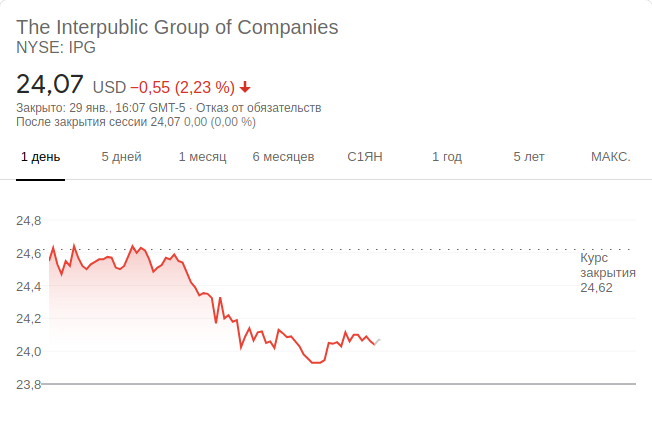 The Interpublic Group of Companies
NYSE: IPG
24,07 USD −0,55 (2,23 %)
Закрыто: 29 янв., 16:07 GMT-5 · Отказ от обязательств
После закрытия сессии 24,07 0,00 (0,00 %)
1 день 5 дней 1 месяц 6 месяцев С1ЯН 1 год 5 лет МАКС.
24,8
24,6
24,4
24,2
24,0
23,8
Курс
закрытия
24,62